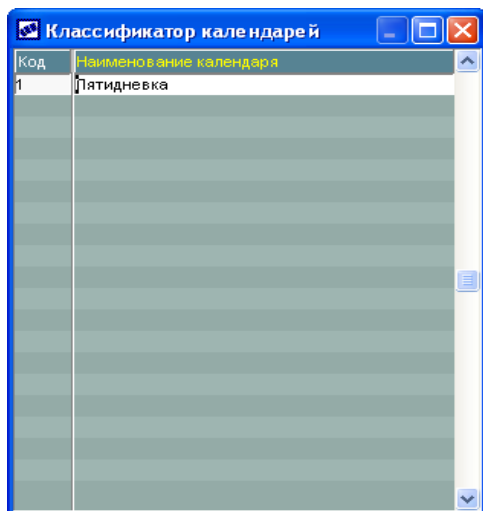 Классификатор календарей
Код Наименование календаря
1 Пятидневка